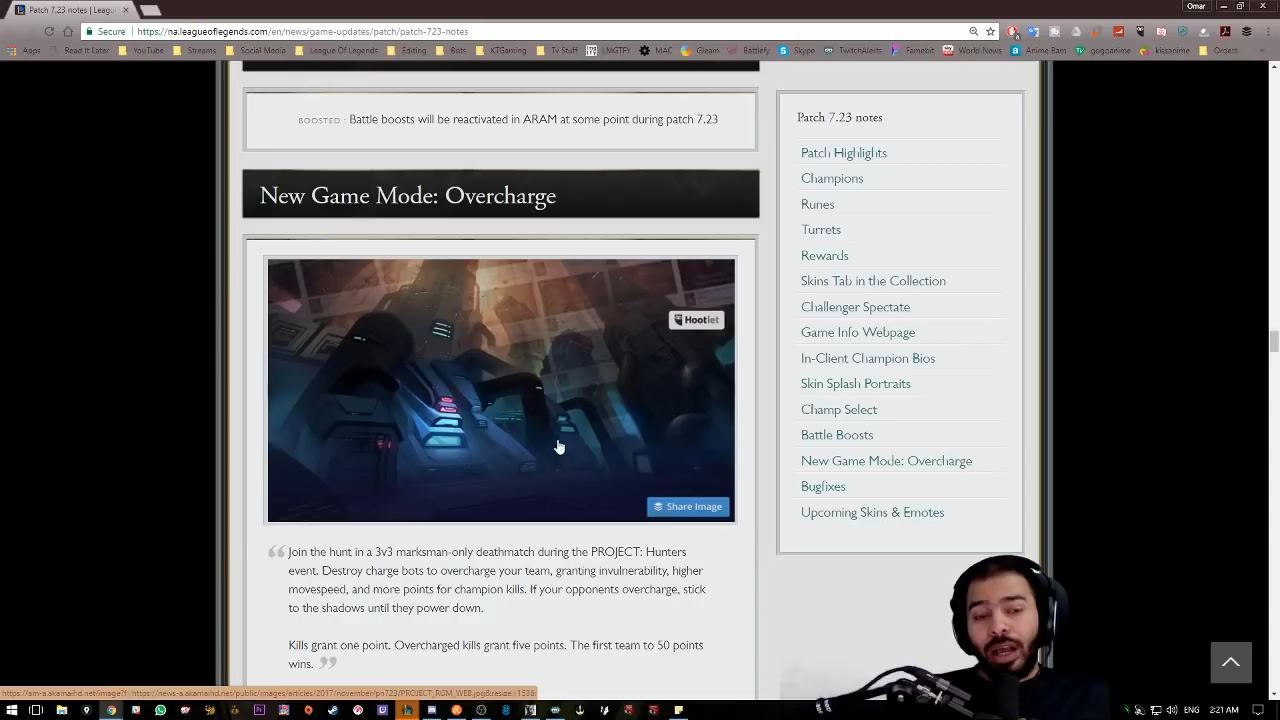 Patch 7.23 notes | Leagu
Omar
Secure
https://na.leagueoflegends.com/en/news/game-updates/patch/patch-723-notes
Apps
Read It Later
YouTube
Streams
Social Media
League Of Legends
Editing
Bots
KTGaming
Tv Stuff
LMGTFY
MAC
Gleam
Battlefy
Skype
TwitchAlerts
Famebit
World News
Anime Bam
gogoanime
kissanime
Orders
BOOSTED : Battle boosts will be reactivated in ARAM at some point during patch 7.23
New Game Mode: Overcharge
Hootlet
Share Image
Join the hunt in a 3v3 marksman-only deathmatch during the PROJECT: Hunters
event. Destroy charge bots to overcharge your team, granting invulnerability, higher
movespeed, and more points for champion kills. If your opponents overcharge, stick
to the shadows until they power down.
Kills grant one point. Overcharged kills grant five points. The first team to 50 points
wins.
Patch 7.23 notes
Patch Highlights
Champions
Runes
Turrets
Rewards
Skins Tab in the Collection
Challenger Spectate
Game Info Webpage
In-Client Champion Bios
Skin Splash Portraits
Champ Select
Battle Boosts
New Game Mode: Overcharge
Bugfixes
Upcoming Skins & Emotes
https://am-a.akamaihd.net/image?f=https://news-a.akamaihd.net/public/images/articles/2017/november/pn723/PROJECT_RGM_WEB.jpg&resize=1536:
2:21 AM